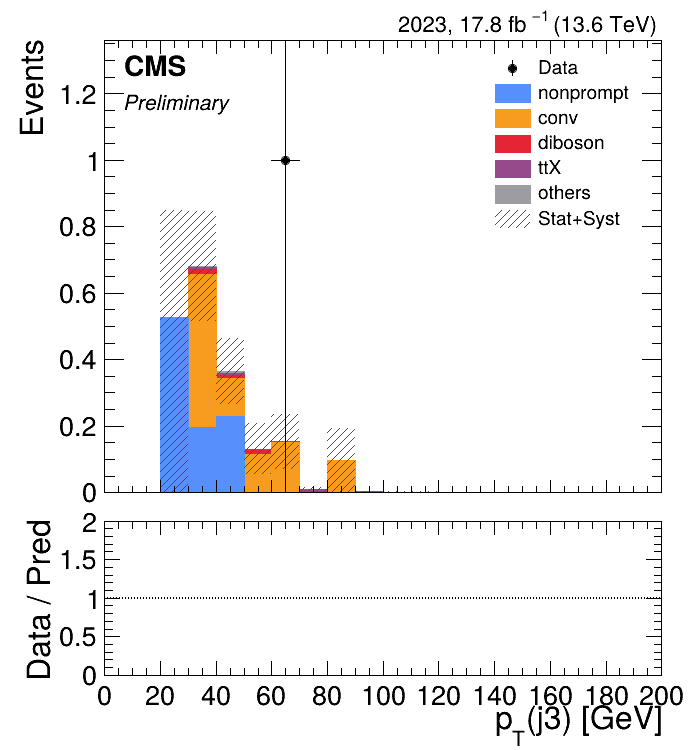 2023, 17.8 fb⁻¹ (13.6 TeV)
CMS
Preliminary
Data
nonprompt
conv
diboson
ttX
others
Stat+Syst
Events
1.2
1
0.8
0.6
0.4
0.2
0
Data / Pred
2
1.5
1
0.5
0
0 20 40 60 80 100 120 140 160 180 200
p_T(j3) [GeV]